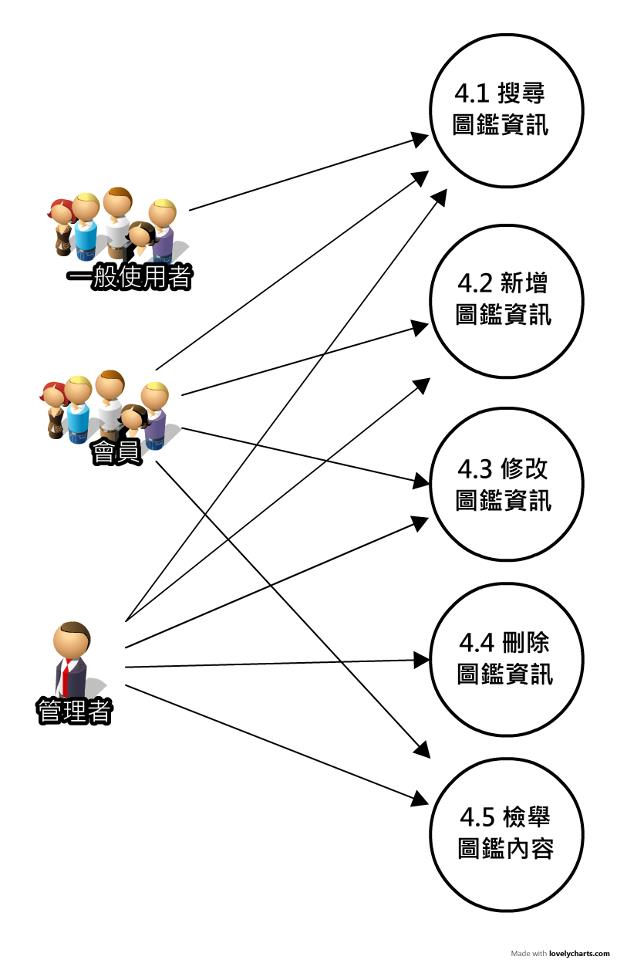 4.1 搜尋
圖鑑資訊
一般使用者
4.2 新增
圖鑑資訊
會員
4.3 修改
圖鑑資訊
4.4 刪除
圖鑑資訊
管理者
4.5 檢舉
圖鑑內容
Made with lovelycharts.com